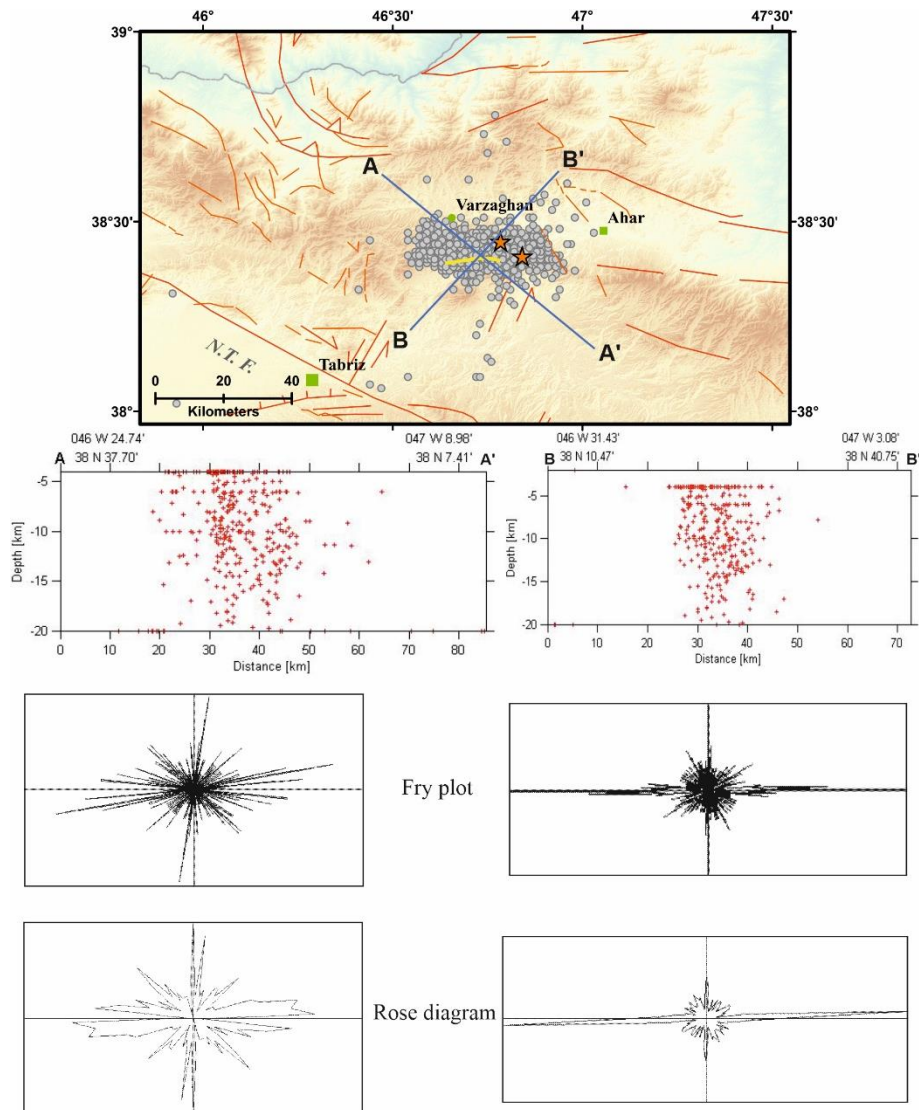 46° 46°30' 47° 47°30'
39°
A B'
Varzaghan
38°30' 38°30'
Ahar
B A'
N.T.F.
Tabriz
0 20 40
Kilometers
38° 38°
046 W 24.74' 047 W 8.98' 046 W 31.43' 047 W 3.08'
A 38 N 37.70' 38 N 7.41' A' B 38 N 10.47' 38 N 40.75' B'
-5 -5
-10 -10
-15 -15
-20 -20
Depth [km] Depth [km]
0 10 20 30 40 50 60 70 80 0 10 20 30 40 50 60 70
Distance [km] Distance [km]
Fry plot
Rose diagram